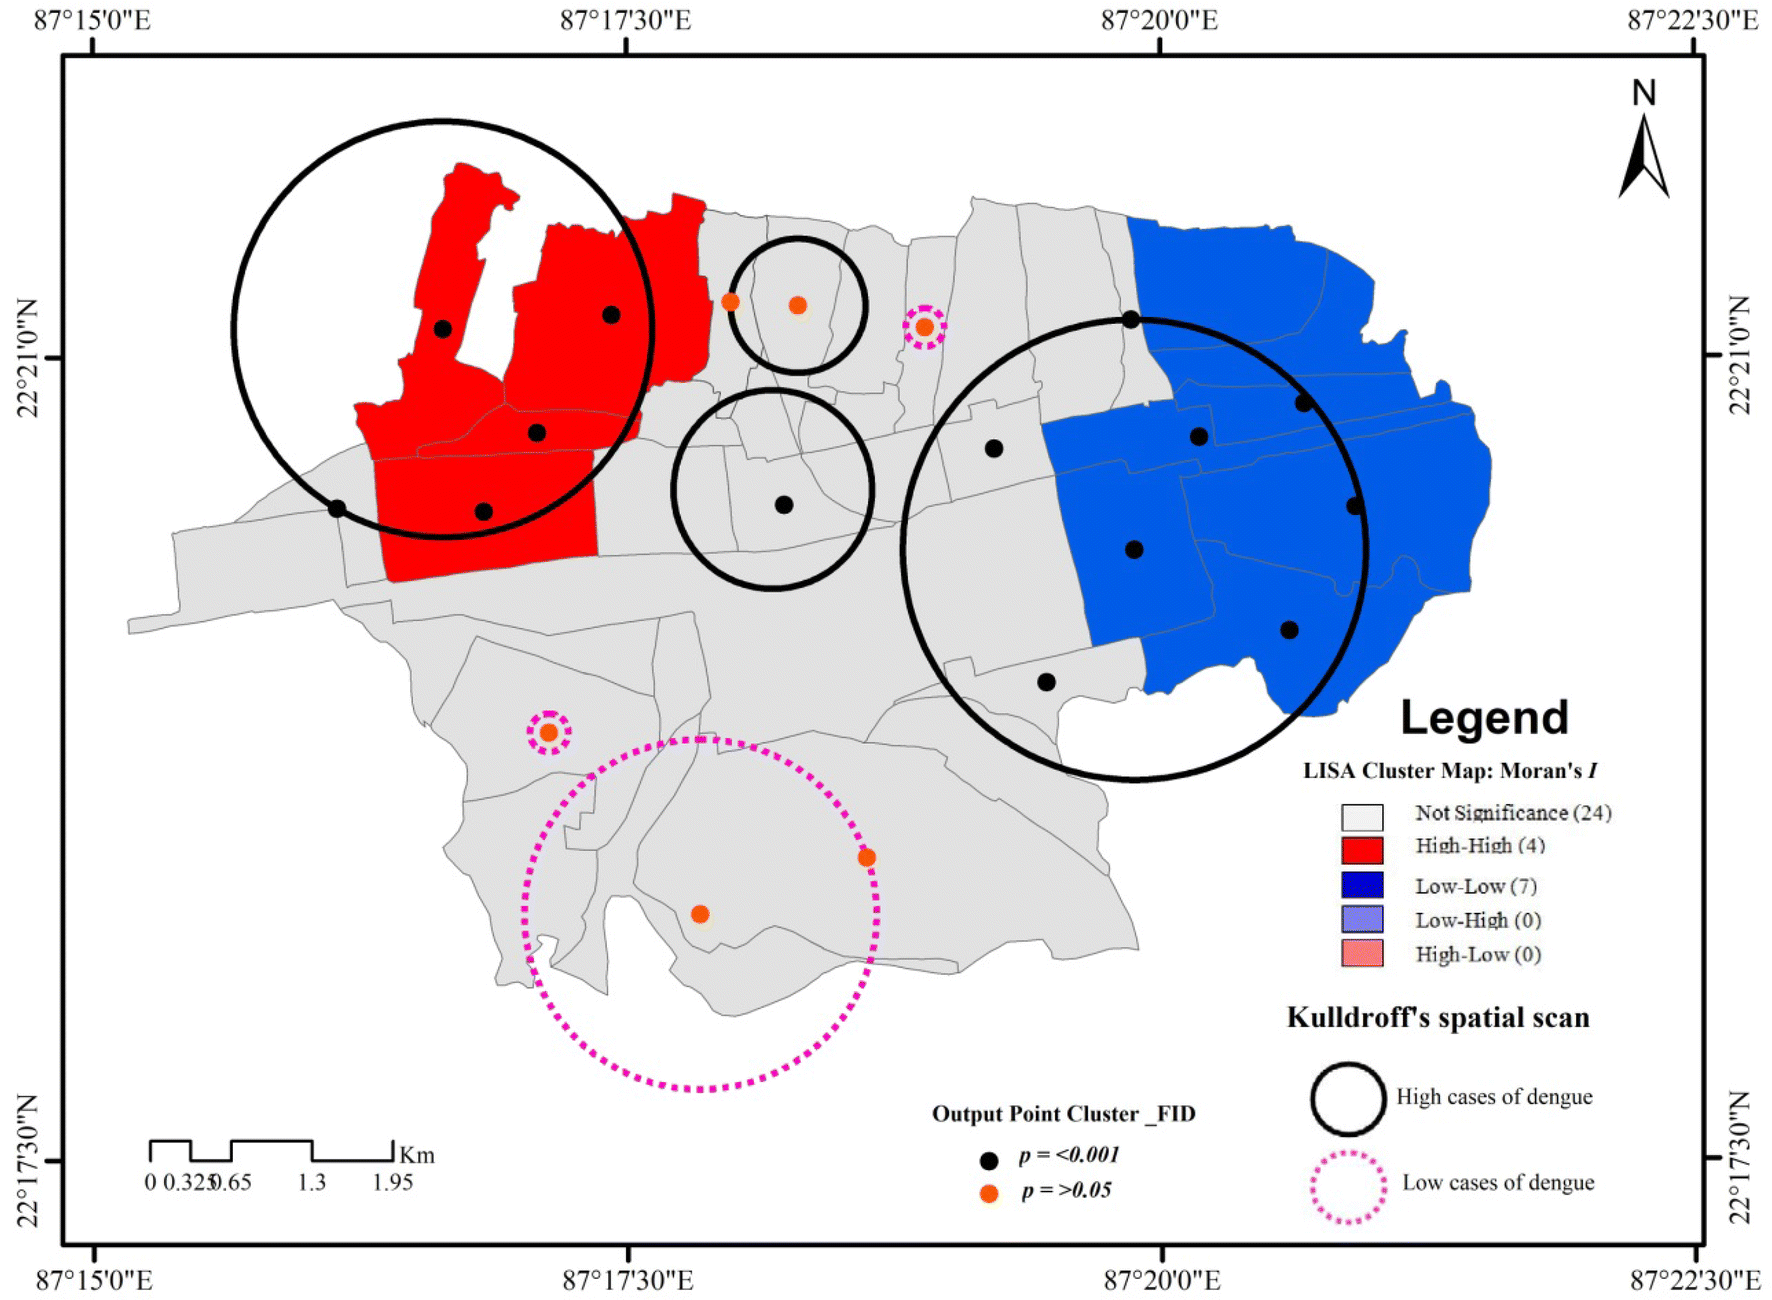 87°15'0"E 87°17'30"E 87°20'0"E 87°22'30"E
N
22°21'0"N
22°21'0"N
Legend
LISA Cluster Map: Moran's I
Not Significance (24)
High-High (4)
Low-Low (7)
Low-High (0)
High-Low (0)
Kulldroff's spatial scan
High cases of dengue
Low cases of dengue
Output Point Cluster _FID
p = <0.001
p = >0.05
Km
0 0.325 0.65 1.3 1.95
22°17'30"N
22°17'30"N
87°15'0"E 87°17'30"E 87°20'0"E 87°22'30"E